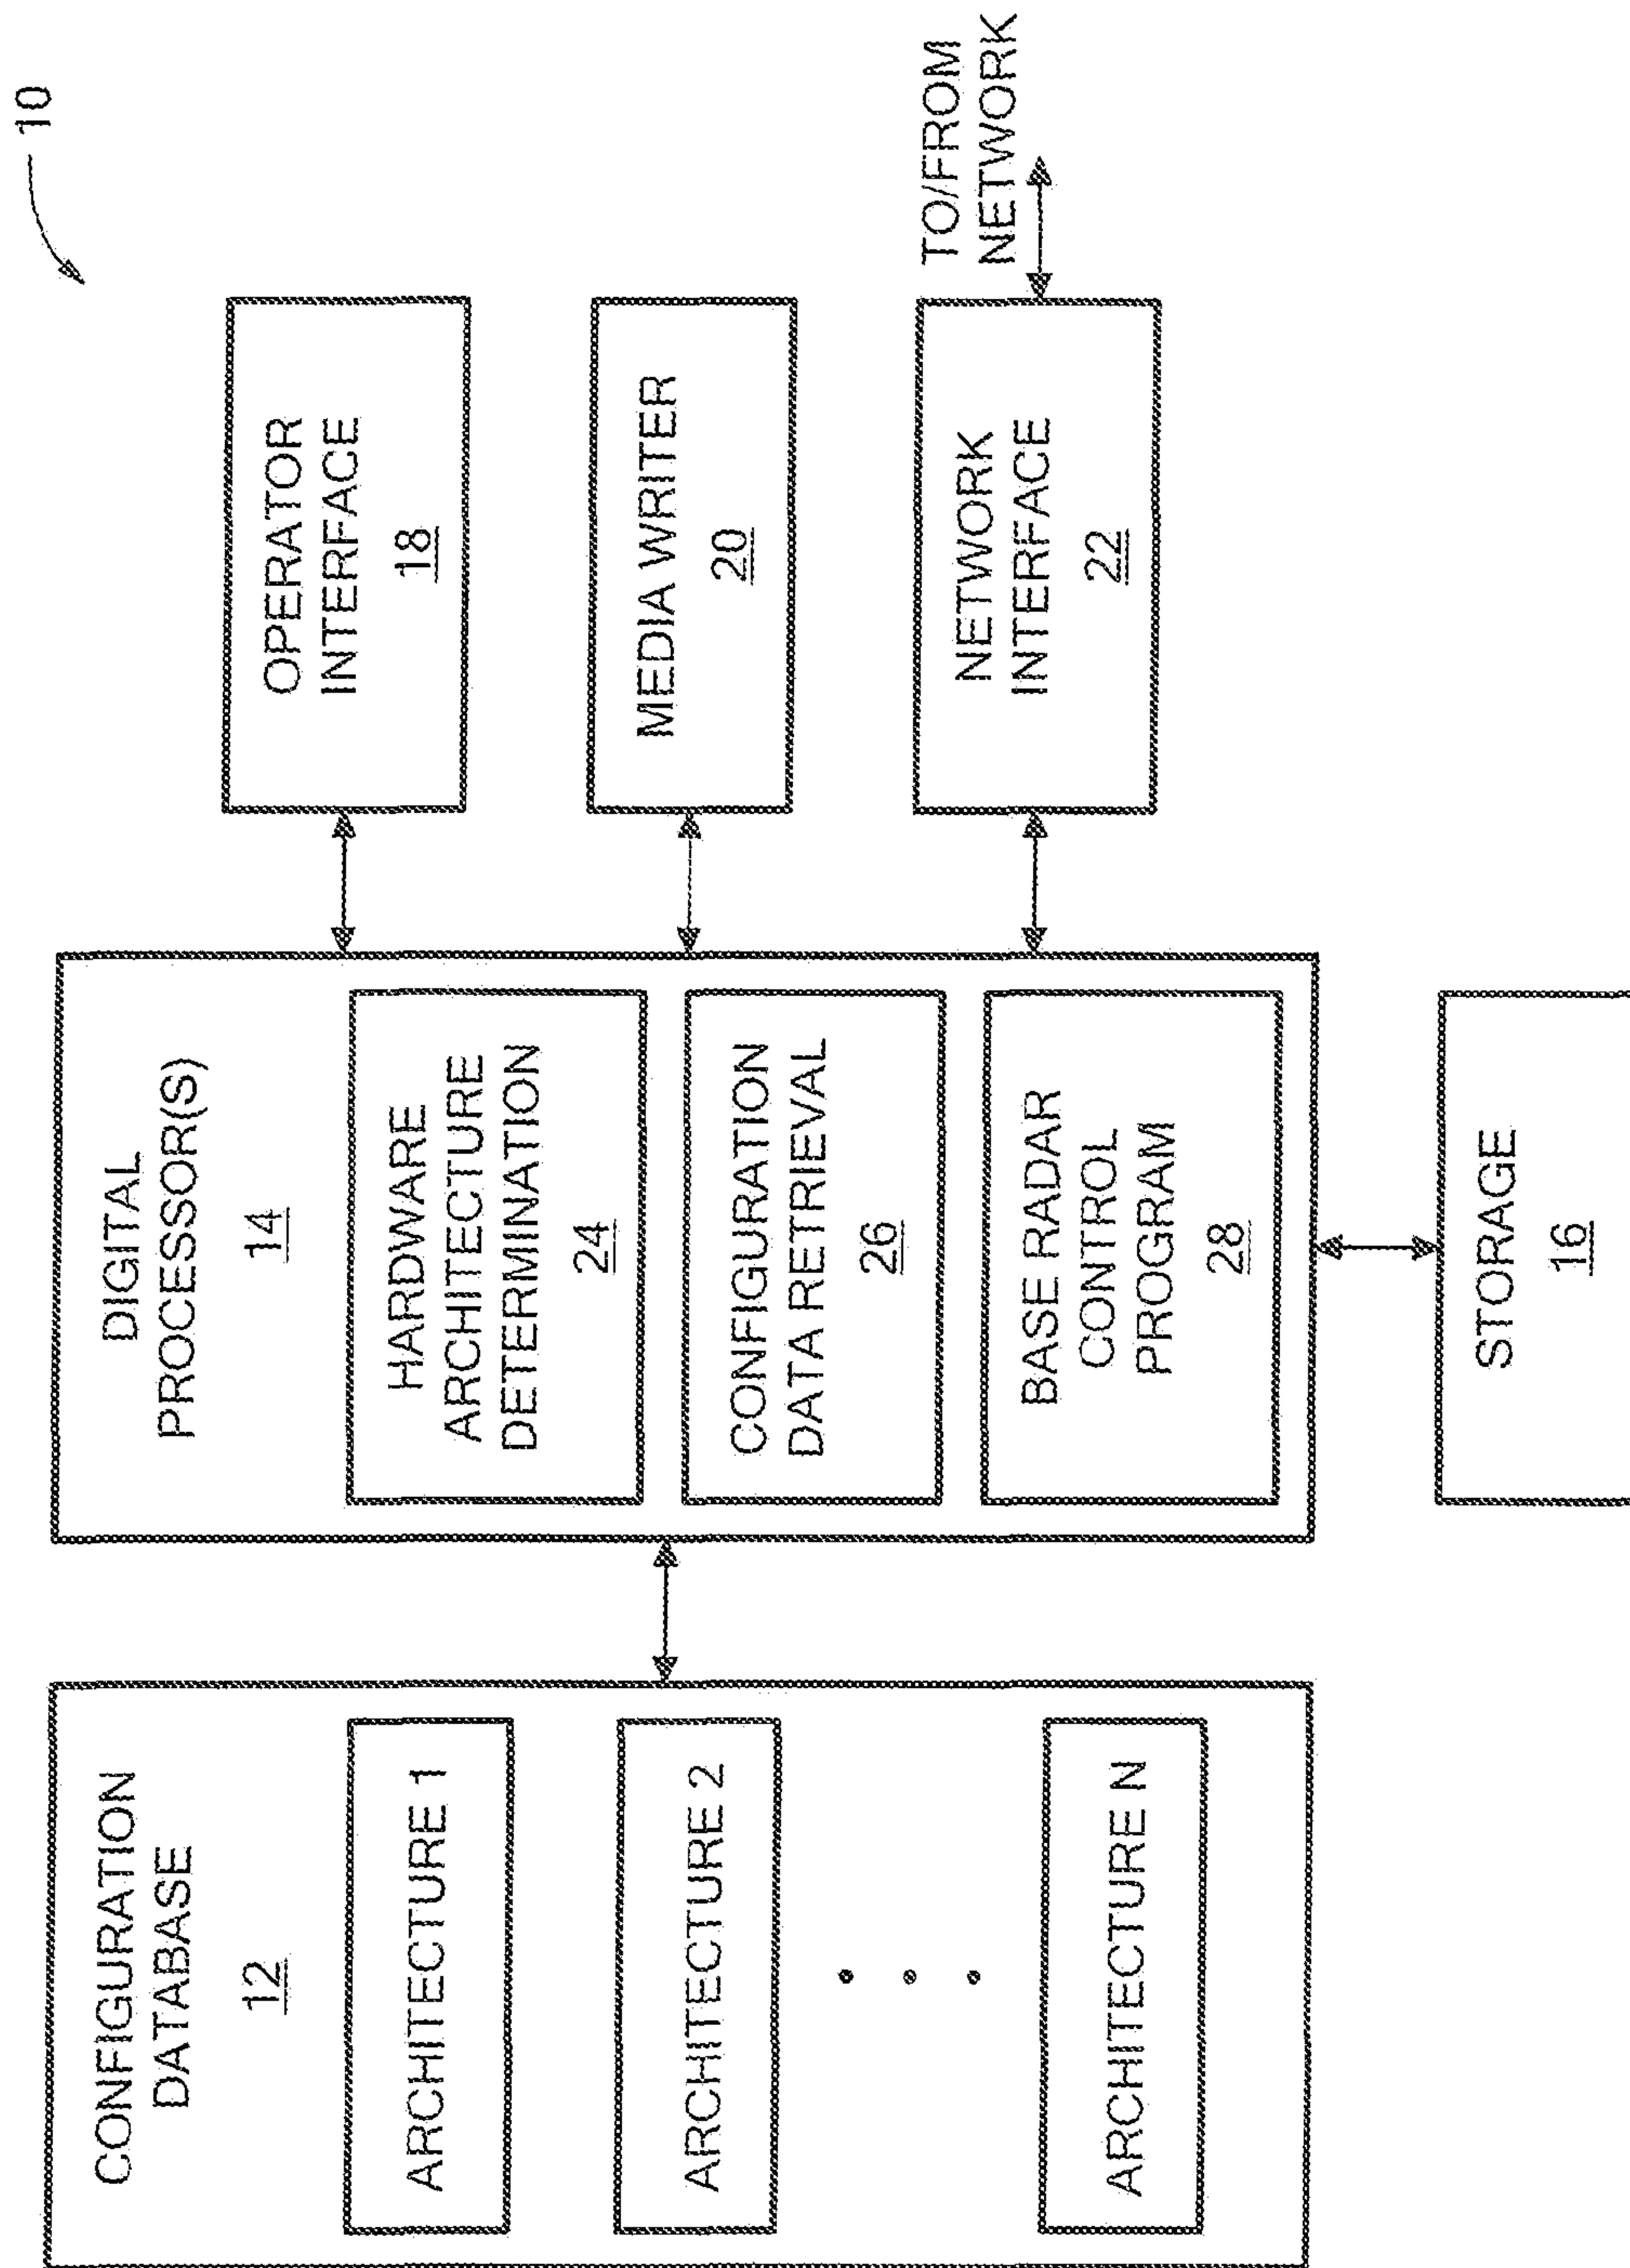 10
CONFIGURATION
DATABASE
12
ARCHITECTURE 1
ARCHITECTURE 2
ARCHITECTURE N
DIGITAL
PROCESSOR(S)
14
HARDWARE
ARCHITECTURE
DETERMINATION
24
CONFIGURATION
DATA RETRIEVAL
26
BASE RADAR
CONTROL
PROGRAM
28
STORAGE
16
OPERATOR
INTERFACE
18
MEDIA WRITER
20
NETWORK
INTERFACE
22
TO/FROM
NETWORK